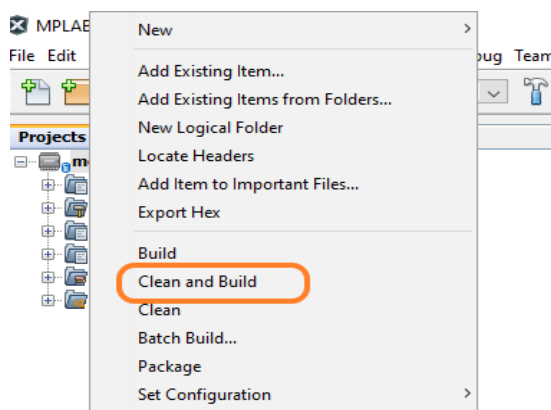 MPLAB
New
File Edit
bug Team
Add Existing Item...
Add Existing Items from Folders...
New Logical Folder
Projects
Locate Headers
m
Add Item to Important Files...
Export Hex
Build
Clean and Build
Clean
Batch Build...
Package
Set Configuration